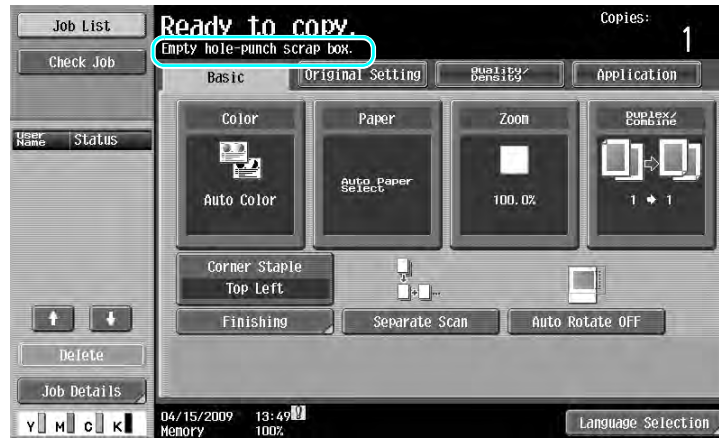 Job List
Ready to copy.
Copies:
1
Empty hole-punch scrap box.
Check Job
Basic
Original Setting
Quality/
Density
Application
User
Name
Status
Color
Paper
Zoom
Duplex/
Combine
Auto Color
Auto Paper
Select
100.0%
1 → 1
Corner Staple
Top Left
Finishing
Separate Scan
Auto Rotate OFF
Delete
Job Details
Y M C K
04/15/2009 13:49
Memory 100%
Language Selection